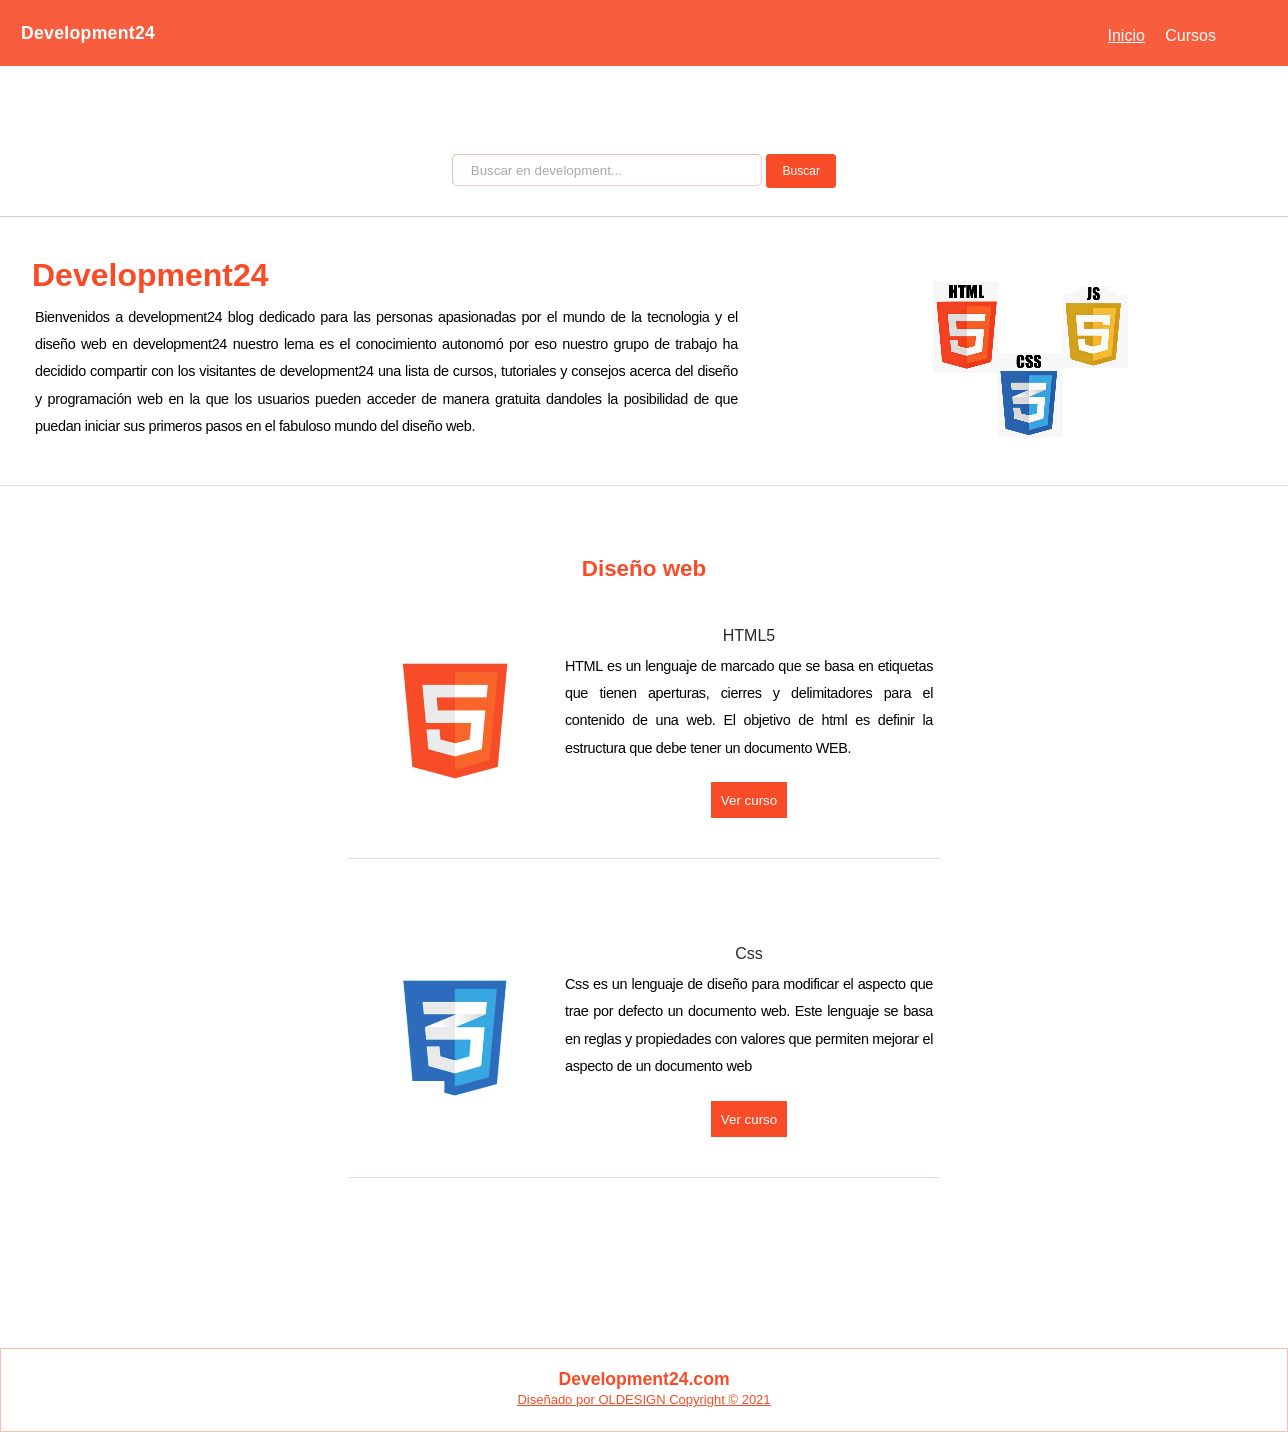 Development24
Inicio Cursos
Buscar en development...
Buscar
Development24
Bienvenidos a development24 blog dedicado para las personas apasionadas por el mundo de la tecnologia y el
diseño web en development24 nuestro lema es el conocimiento autonomó por eso nuestro grupo de trabajo ha
decidido compartir con los visitantes de development24 una lista de cursos, tutoriales y consejos acerca del diseño
y programación web en la que los usuarios pueden acceder de manera gratuita dandoles la posibilidad de que
puedan iniciar sus primeros pasos en el fabuloso mundo del diseño web.
HTML
JS
CSS
Diseño web
HTML5
HTML es un lenguaje de marcado que se basa en etiquetas
que tienen aperturas, cierres y delimitadores para el
contenido de una web. El objetivo de html es definir la
estructura que debe tener un documento WEB.
Ver curso
Css
Css es un lenguaje de diseño para modificar el aspecto que
trae por defecto un documento web. Este lenguaje se basa
en reglas y propiedades con valores que permiten mejorar el
aspecto de un documento web
Ver curso
Development24.com
Diseñado por OLDESIGN Copyright © 2021